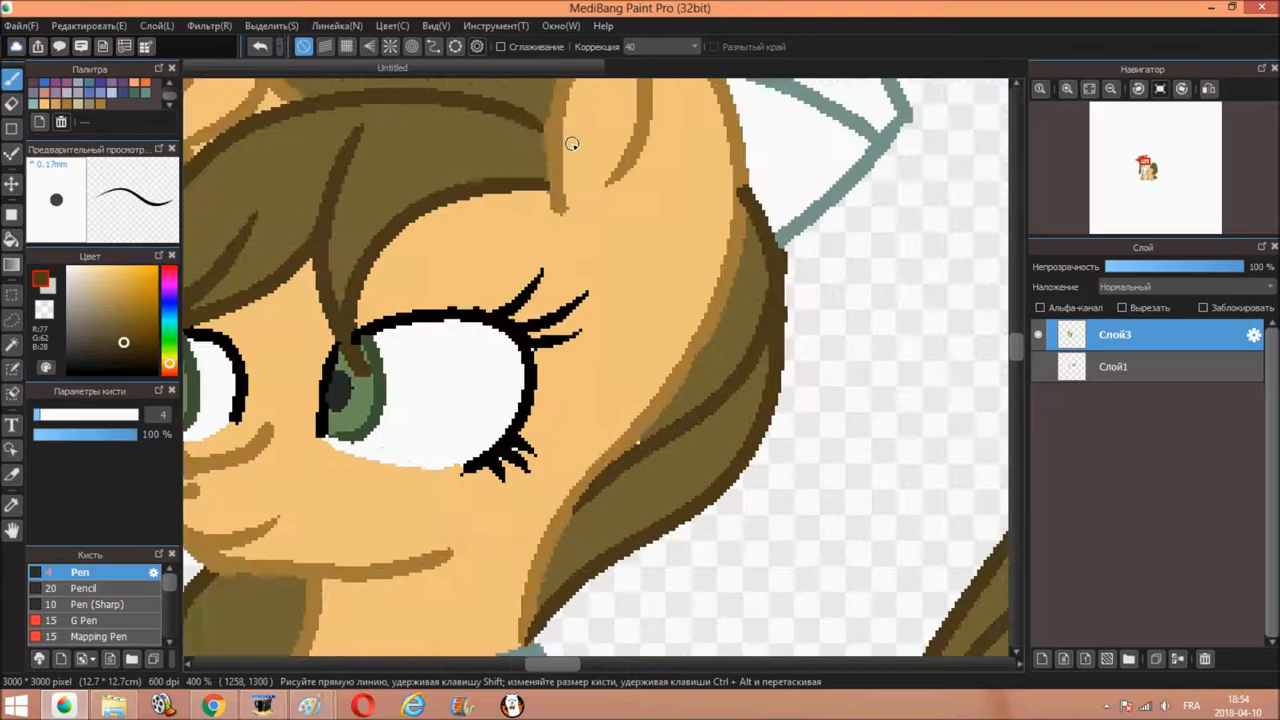 MediBang Paint Pro (32bit)
Файл(F) Редактировать(E) Слой(L) Фильтр(R) Выделить(S) Линейка(N) Цвет(C) Вид(V) Инструмент(T) Окно(W) Help
Сглаживание Коррекция 40 Размытый край
Палитра
Untitled
Навигатор
---
Предварительный просмотр
* 0.17mm
Цвет
R:77
G:62
B:28
Слой
Непрозрачность 100 %
Наложение Нормальный
Альфа-канал Вырезать Заблокировать
Слой3
Слой1
Параметры кисти
4
100 %
Кисть
4 Pen
20 Pencil
10 Pen (Sharp)
15 G Pen
15 Mapping Pen
3000 * 3000 pixel (12.7 * 12.7cm) 600 dpi 400 % ( 1258, 1300 ) Рисуйте прямую линию, удерживая клавишу Shift; изменяйте размер кисти, удерживая клавиши Ctrl + Alt и перетаскивая
FRA
18:54
2018-04-10